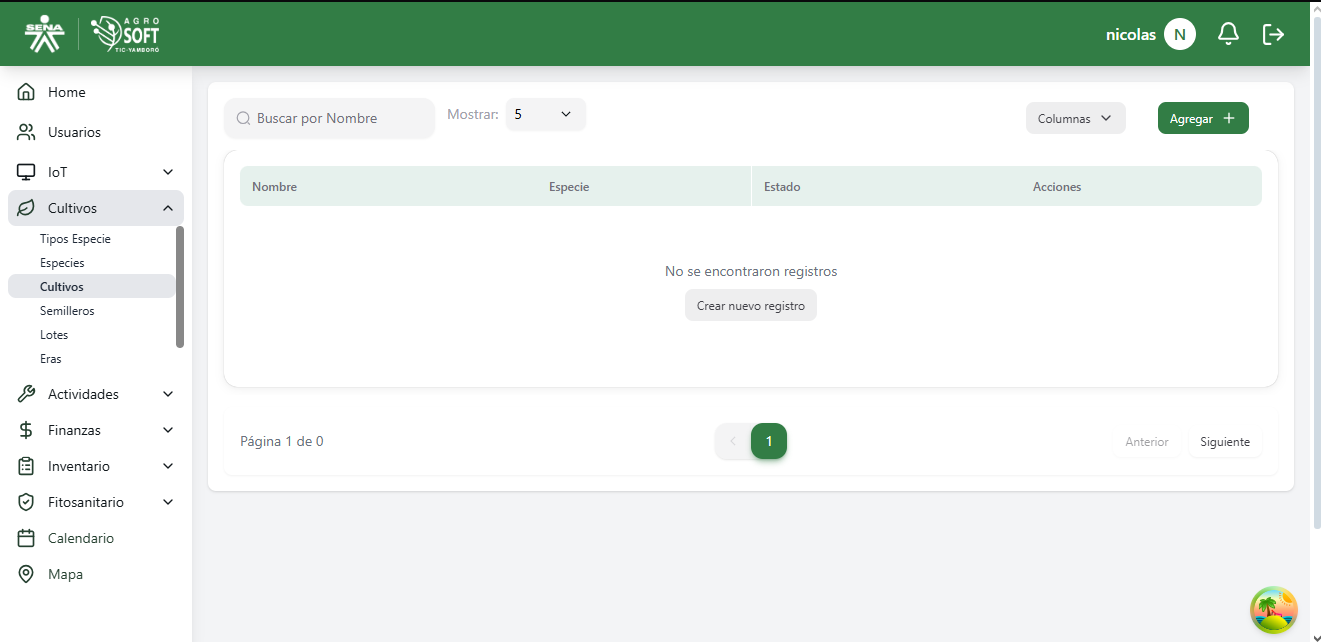 SENA
AGRO
SOFT
TIC-YAMBORÓ
nicolas
N
Home
Usuarios
IoT
Cultivos
Tipos Especie
Especies
Cultivos
Semilleros
Lotes
Eras
Actividades
Finanzas
Inventario
Fitosanitario
Calendario
Mapa
Buscar por Nombre
Mostrar: 5
Columnas
Agregar +
Nombre Especie Estado Acciones
No se encontraron registros
Crear nuevo registro
Página 1 de 0
< 1
Anterior Siguiente